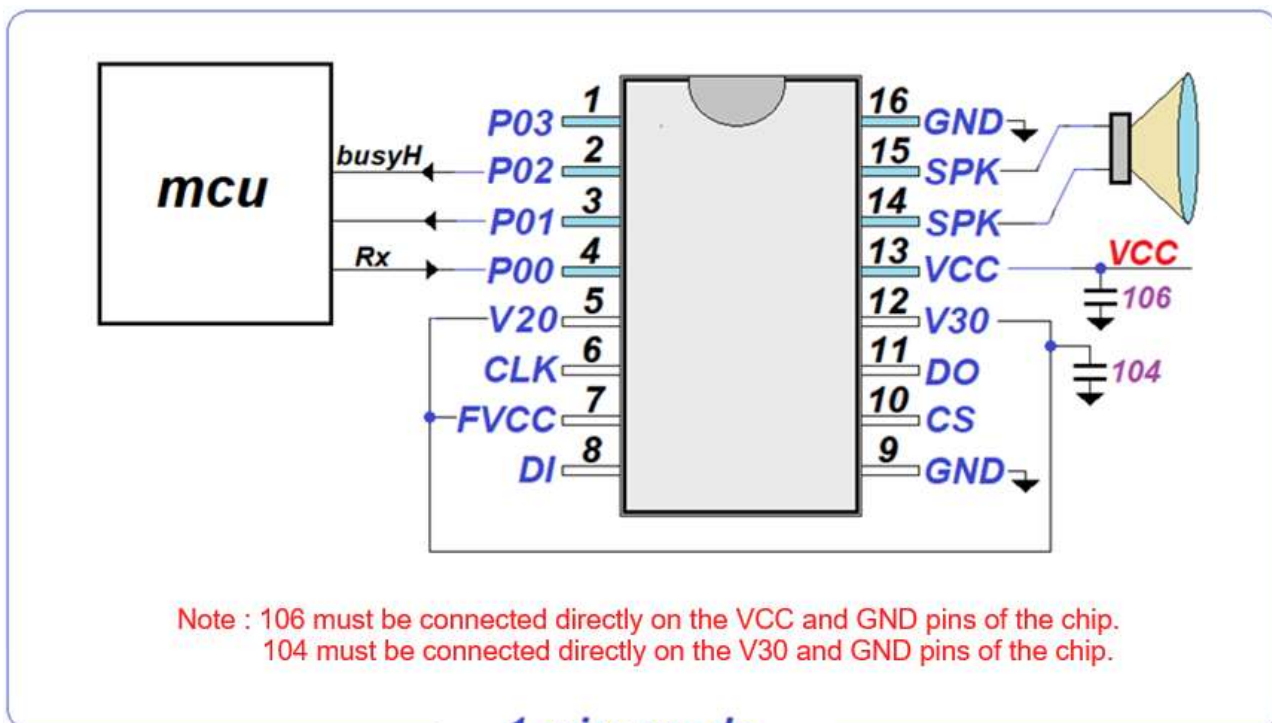 mcu
busyH
Rx
P03 1
P02 2
P01 3
P00 4
V20 5
CLK 6
FVCC 7
DI 8
16 GND
15 SPK
14 SPK
13 VCC
VCC
106
12 V30
104
11 DO
10 CS
9 GND
Note : 106 must be connected directly on the VCC and GND pins of the chip.
104 must be connected directly on the V30 and GND pins of the chip.